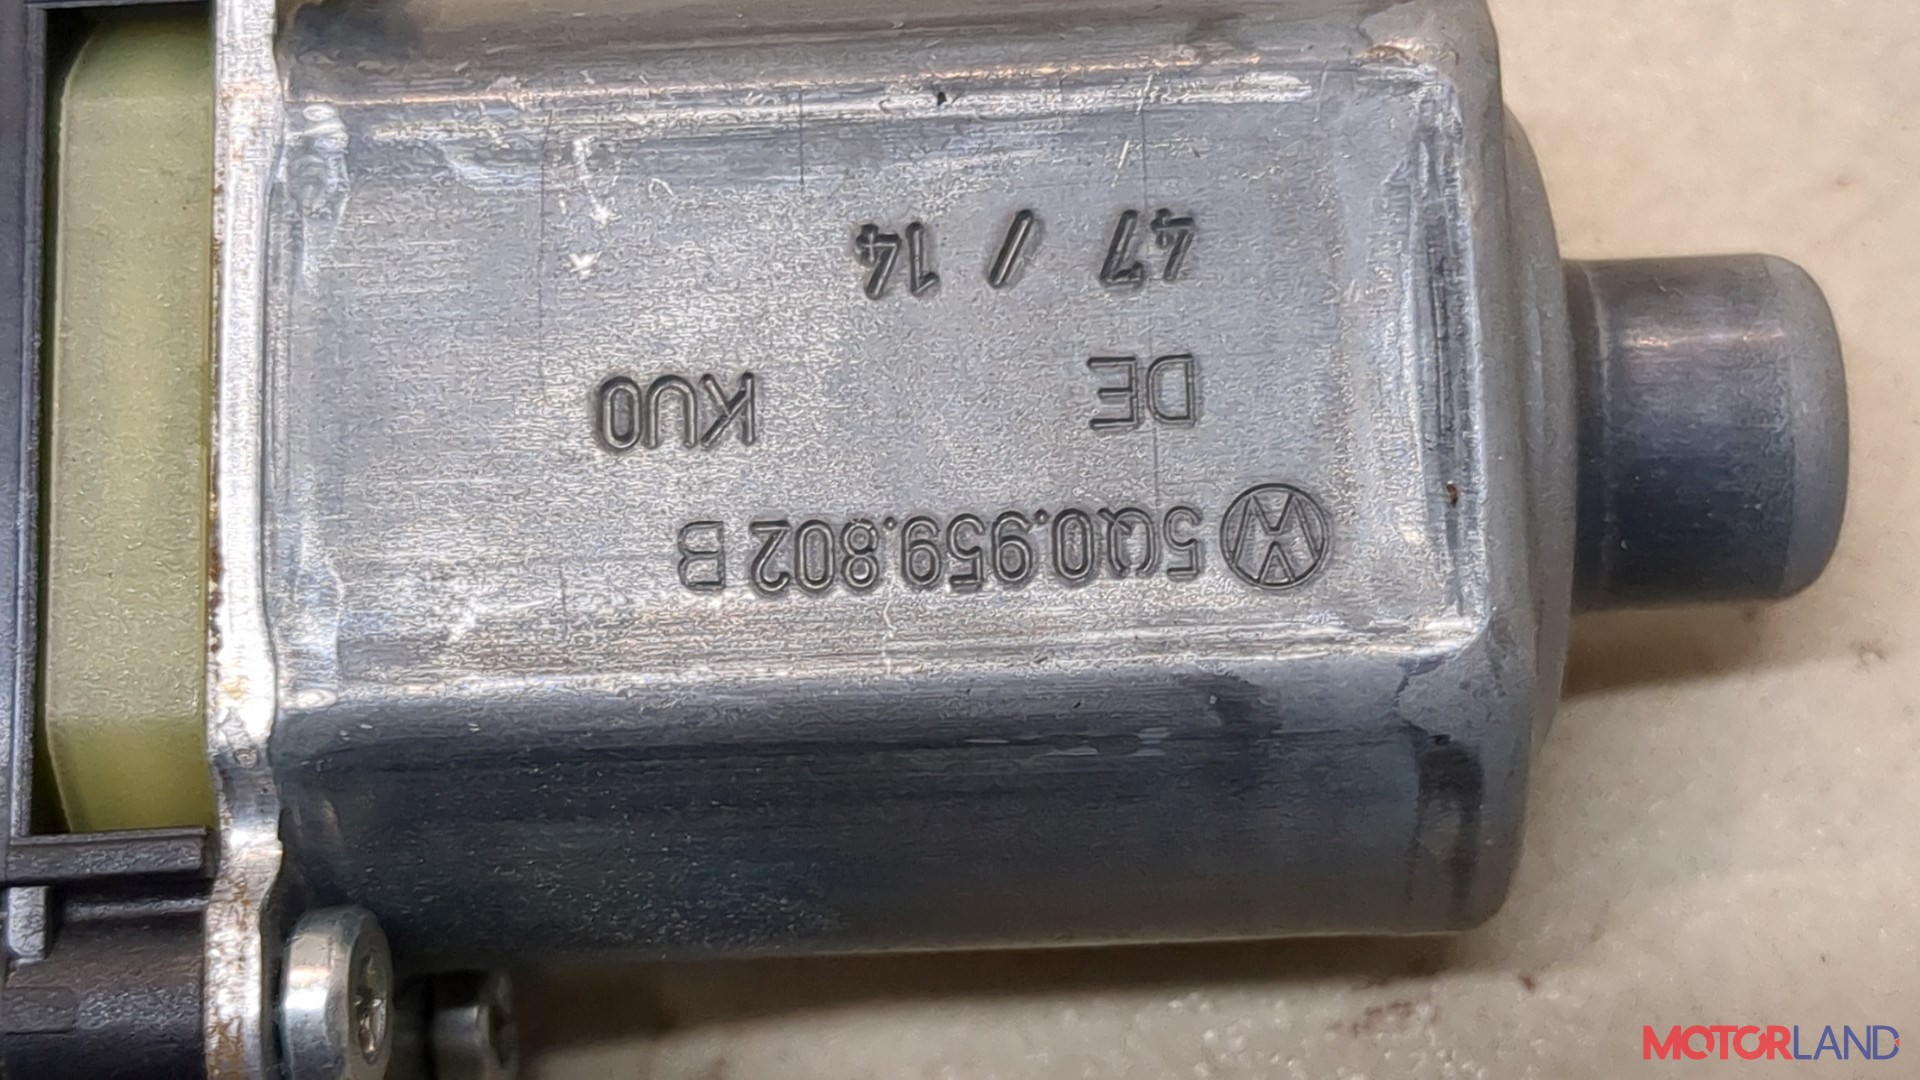 5Q0.959.802 B
DE KU0
47 / 14
MOTORLAND